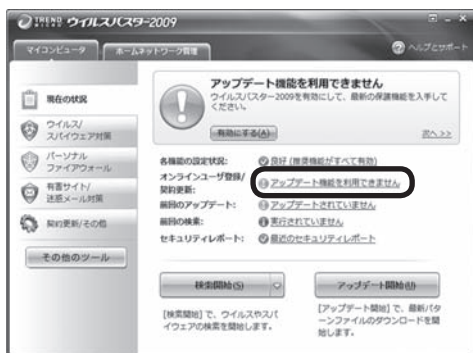 TREND MICRO ウイルスバスター2009
マイコンピュータ
ホームネットワーク管理
ヘルプとサポート
現在の状況
ウイルス/
スパイウェア対策
パーソナル
ファイアウォール
有害サイト/
迷惑メール対策
契約更新/その他
その他のツール
アップデート機能を利用できません
ウイルスバスター2009を有効にして、最新の保護機能を入手して
ください。
有効にする(A)
次へ >>
各機能の設定状況: 良好 (推奨機能がすべて有効)
オンラインユーザ登録/
契約更新: アップデート機能を利用できません
前回のアップデート: アップデートされていません
前回の検索: 実行されていません
セキュリティレポート: 最近のセキュリティレポート
検索開始(S)
アップデート開始(U)
[検索開始] で、ウイルスやスパ
イウェアの検索を開始します。
[アップデート開始] で、最新パタ
ーンファイルのダウンロードを開
始します。